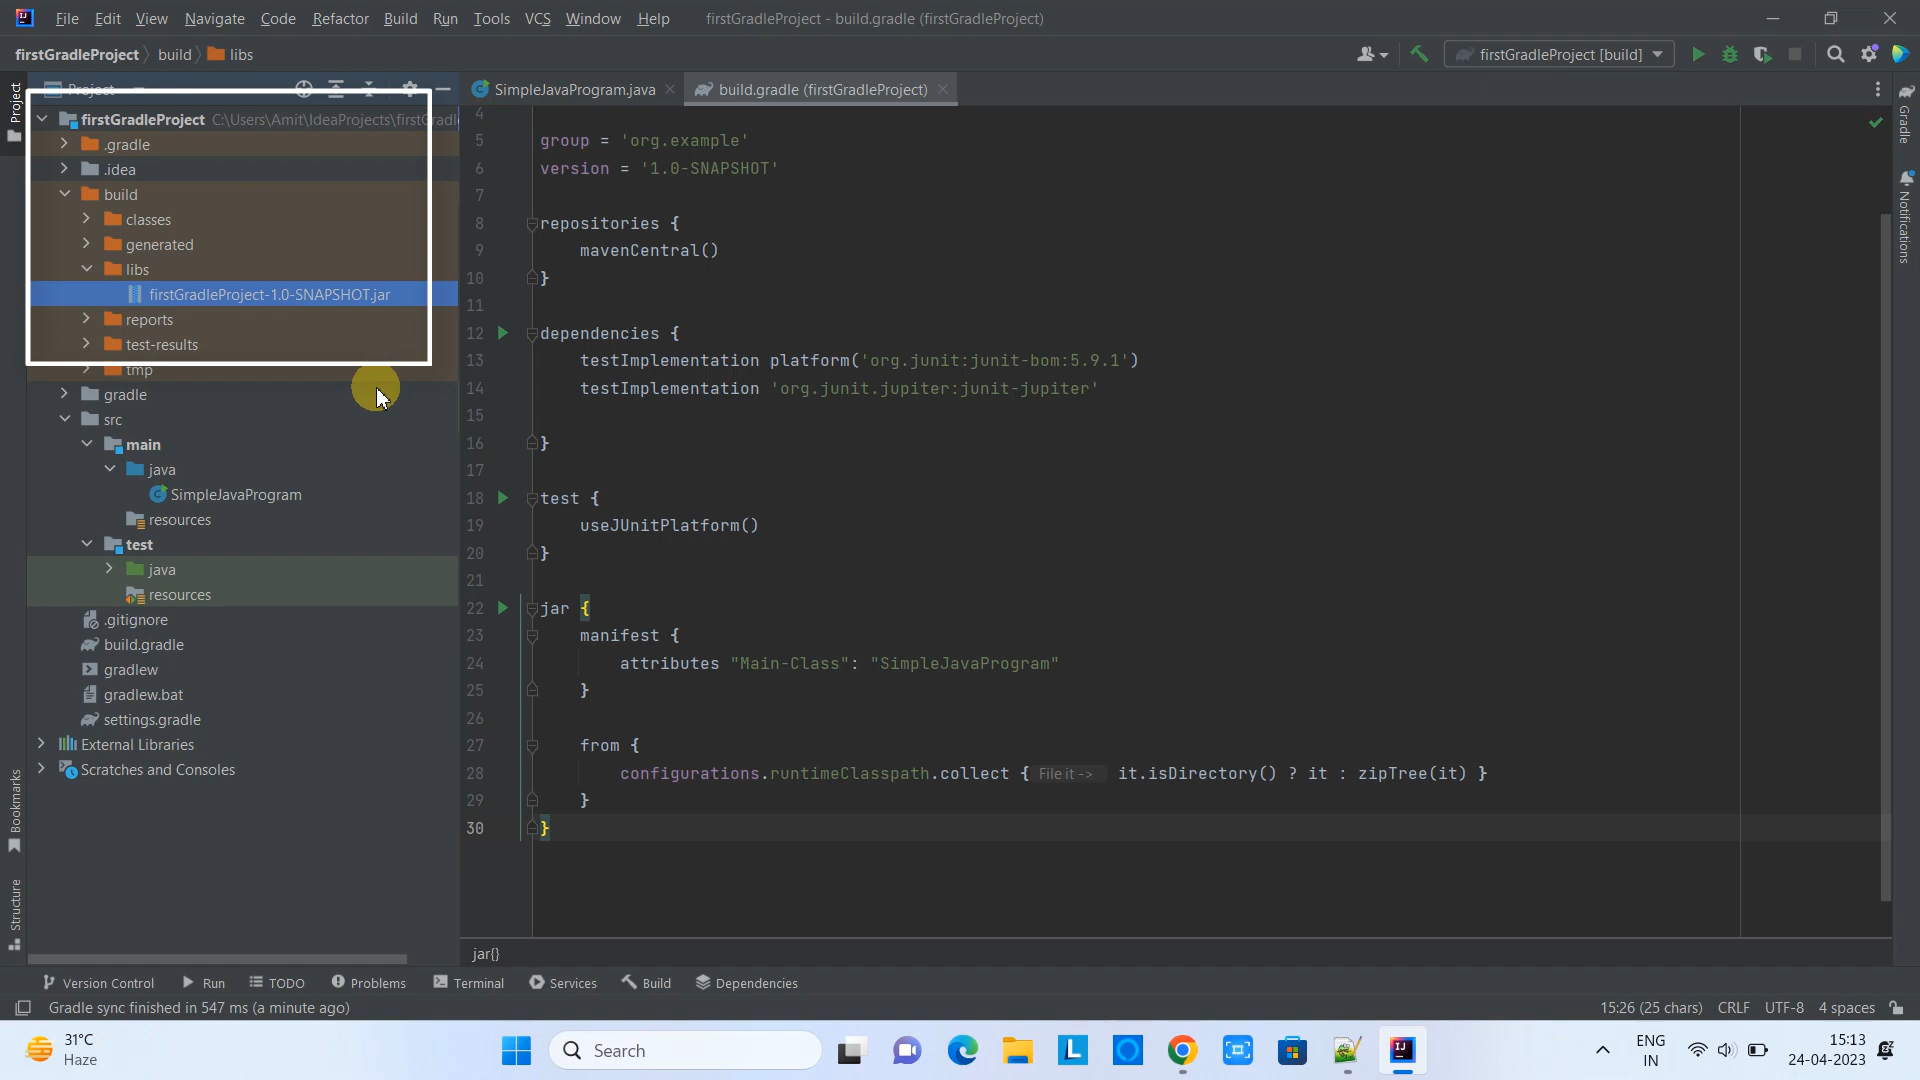 File Edit View Navigate Code Refactor Build Run Tools VCS Window Help firstGradleProject - build.gradle (firstGradleProject)
firstGradleProject build libs firstGradleProject [build]
Project SimpleJavaProgram.java build.gradle (firstGradleProject)
Project
Gradle
Notifications
Bookmarks
Structure
firstGradleProject C:\Users\Amit\IdeaProjects\firstGradl
.gradle
.idea
build
classes
generated
libs
firstGradleProject-1.0-SNAPSHOT.jar
reports
test-results
tmp
gradle
src
main
java
SimpleJavaProgram
resources
test
java
resources
.gitignore
build.gradle
gradlew
gradlew.bat
settings.gradle
External Libraries
Scratches and Consoles
4
5 group = 'org.example'
6 version = '1.0-SNAPSHOT'
7
8 repositories {
9 mavenCentral()
10 }
11
12 dependencies {
13 testImplementation platform('org.junit:junit-bom:5.9.1')
14 testImplementation 'org.junit.jupiter:junit-jupiter'
15
16 }
17
18 test {
19 useJUnitPlatform()
20 }
21
22 jar {
23 manifest {
24 attributes "Main-Class": "SimpleJavaProgram"
25 }
26
27 from {
28 configurations.runtimeClasspath.collect { File it -> it.isDirectory() ? it : zipTree(it) }
29 }
30 }
jar{}
Version Control Run TODO Problems Terminal Services Build Dependencies
Gradle sync finished in 547 ms (a minute ago) 15:26 (25 chars) CRLF UTF-8 4 spaces
31°C
Haze
Search
ENG
IN
15:13
24-04-2023